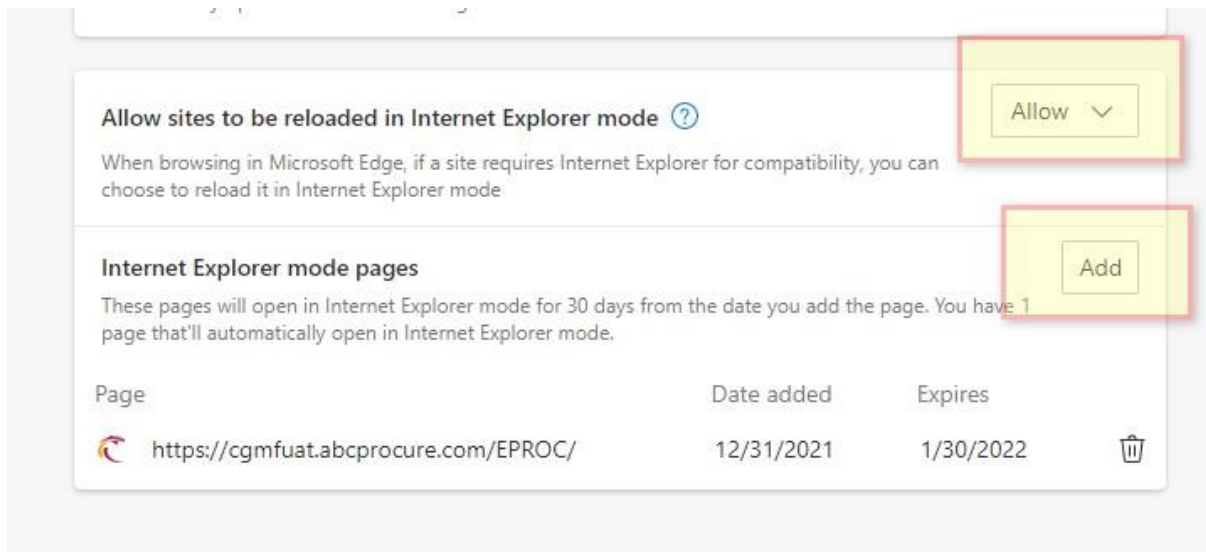 Allow sites to be reloaded in Internet Explorer mode
Allow
When browsing in Microsoft Edge, if a site requires Internet Explorer for compatibility, you can
choose to reload it in Internet Explorer mode
Internet Explorer mode pages
Add
These pages will open in Internet Explorer mode for 30 days from the date you add the page. You have 1
page that'll automatically open in Internet Explorer mode.
Page Date added Expires
https://cgmfuat.abcprocure.com/EPROC/ 12/31/2021 1/30/2022